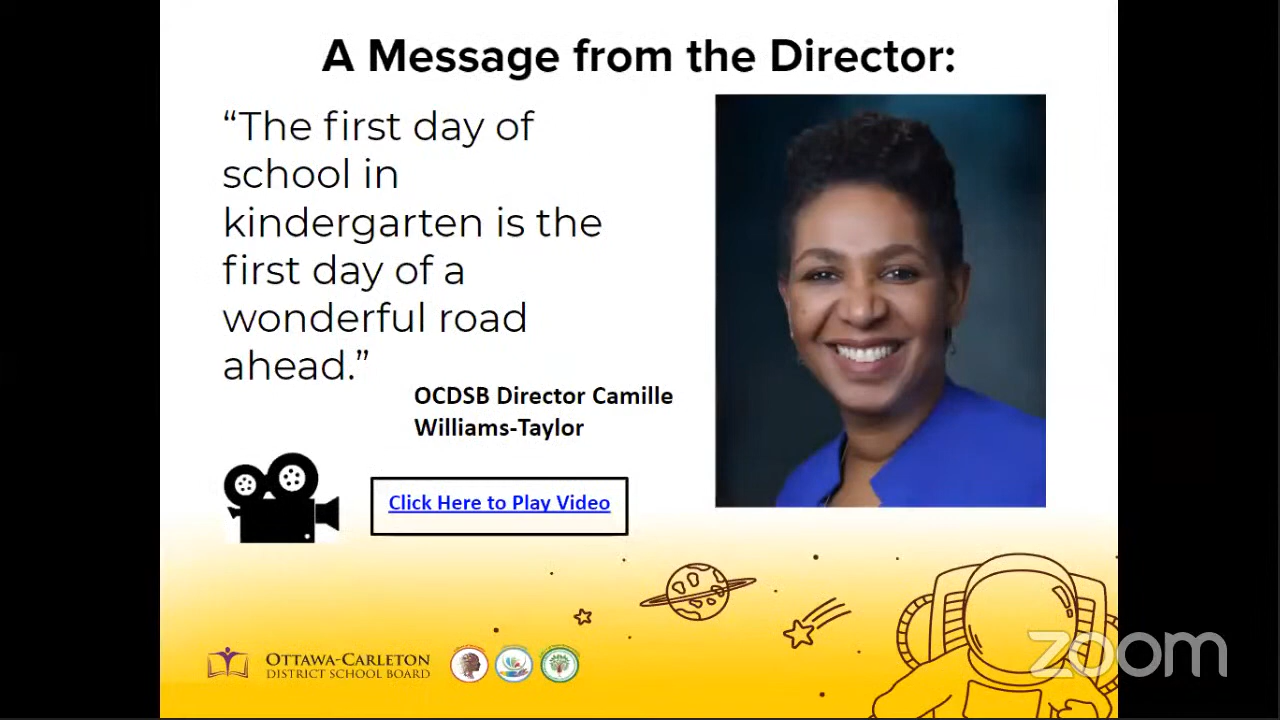 A Message from the Director:
“The first day of
school in
kindergarten is the
first day of a
wonderful road
ahead.”
OCDSB Director Camille
Williams-Taylor
Click Here to Play Video
OTTAWA-CARLETON
DISTRICT SCHOOL BOARD
zoom